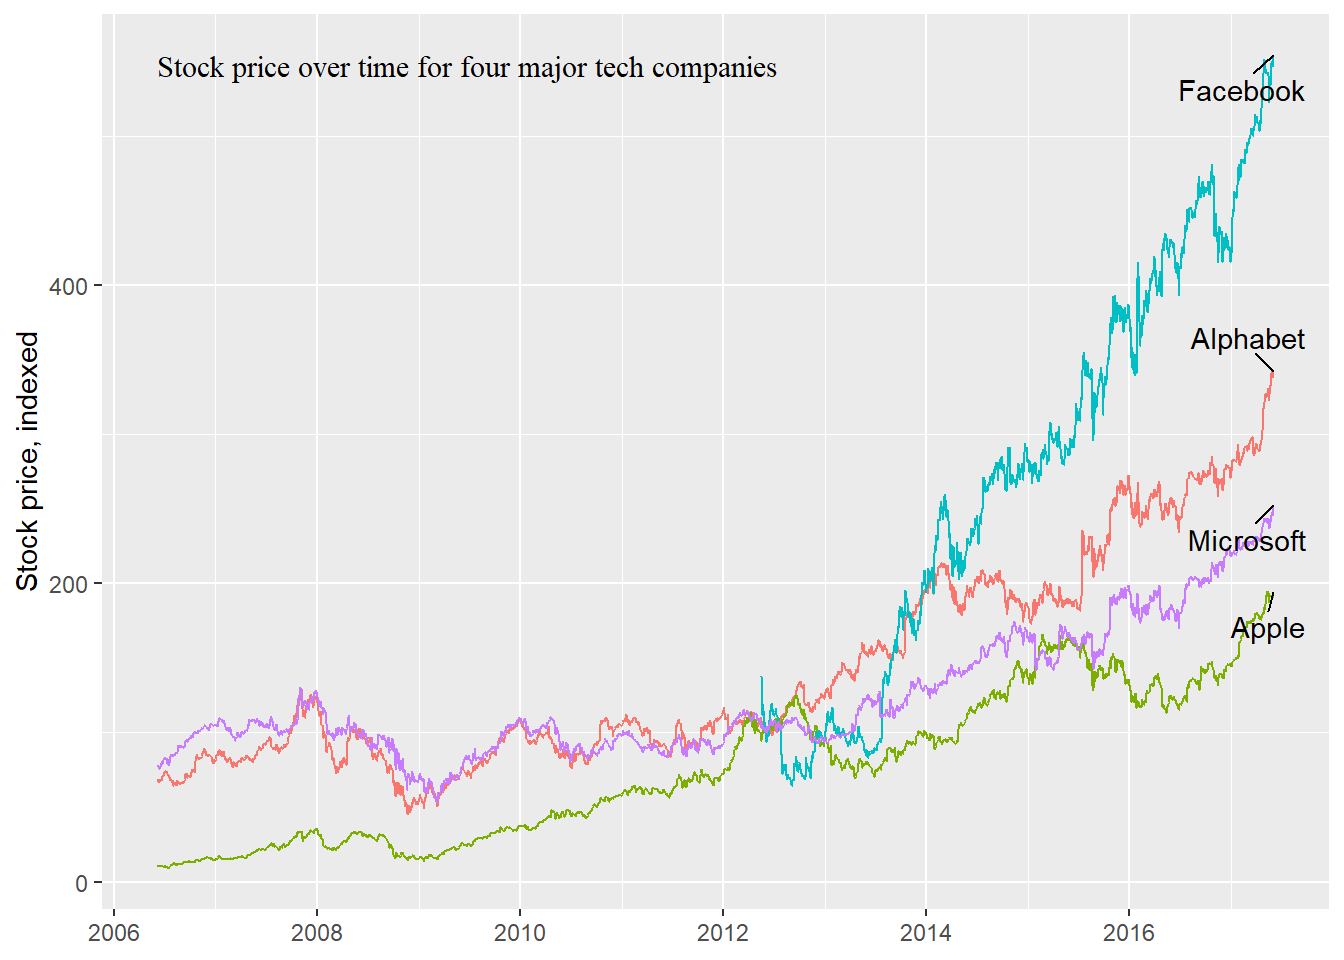 Stock price over time for four major tech companies
Facebook
Alphabet
Microsoft
Apple
Stock price, indexed
400
200
0
2006 2008 2010 2012 2014 2016